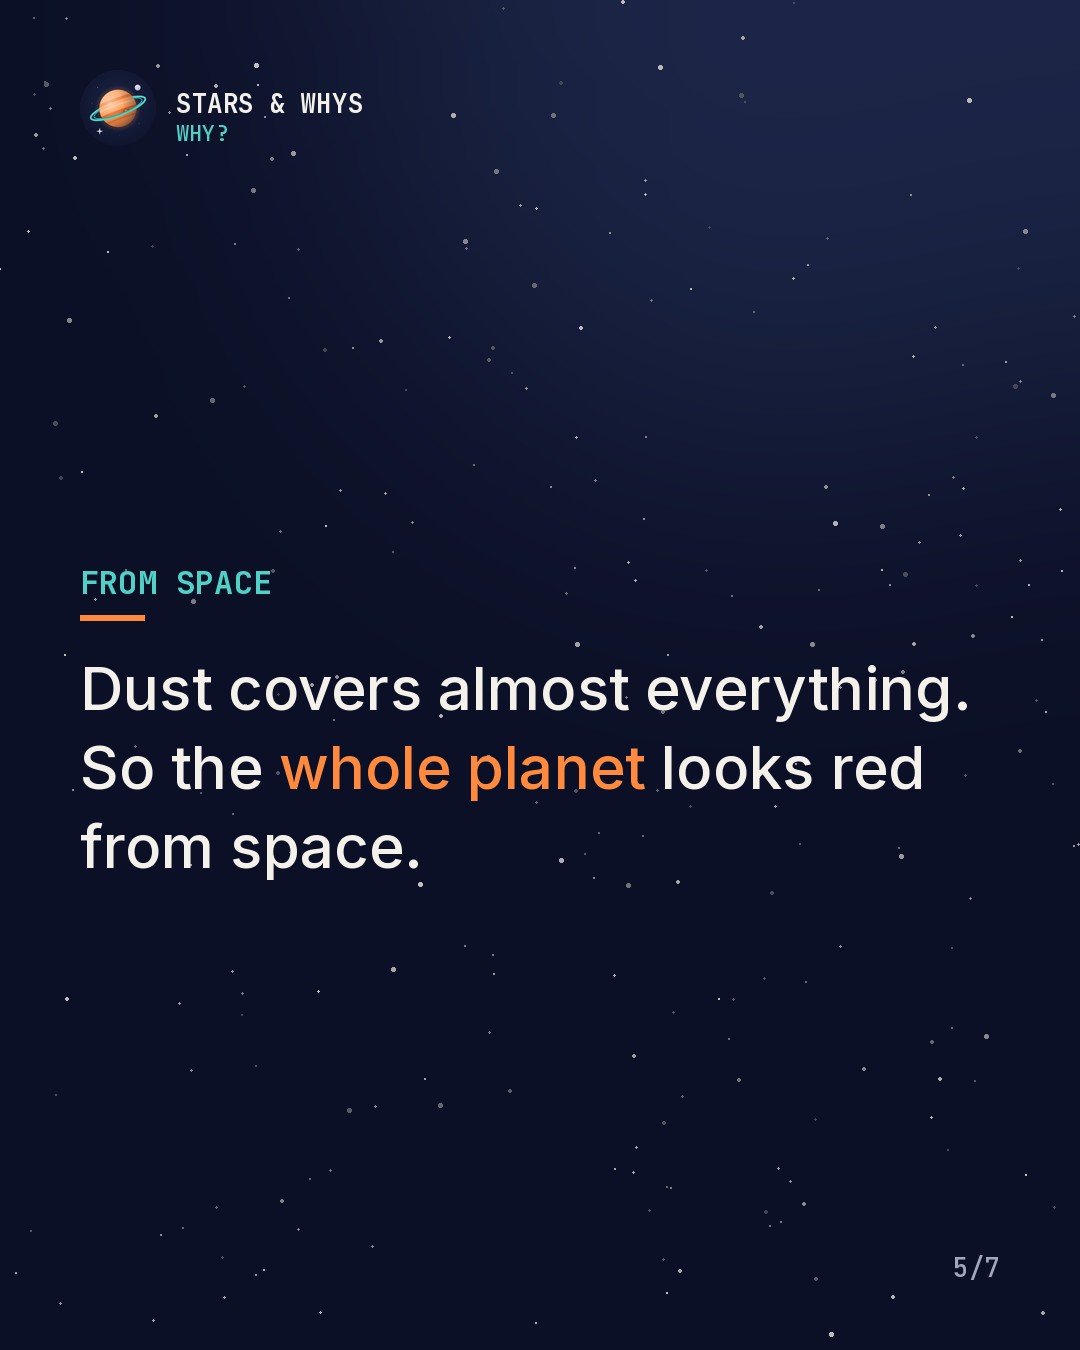 STARS & WHYS
WHY?
FROM SPACE
Dust covers almost everything.
So the whole planet looks red
from space.
5/7